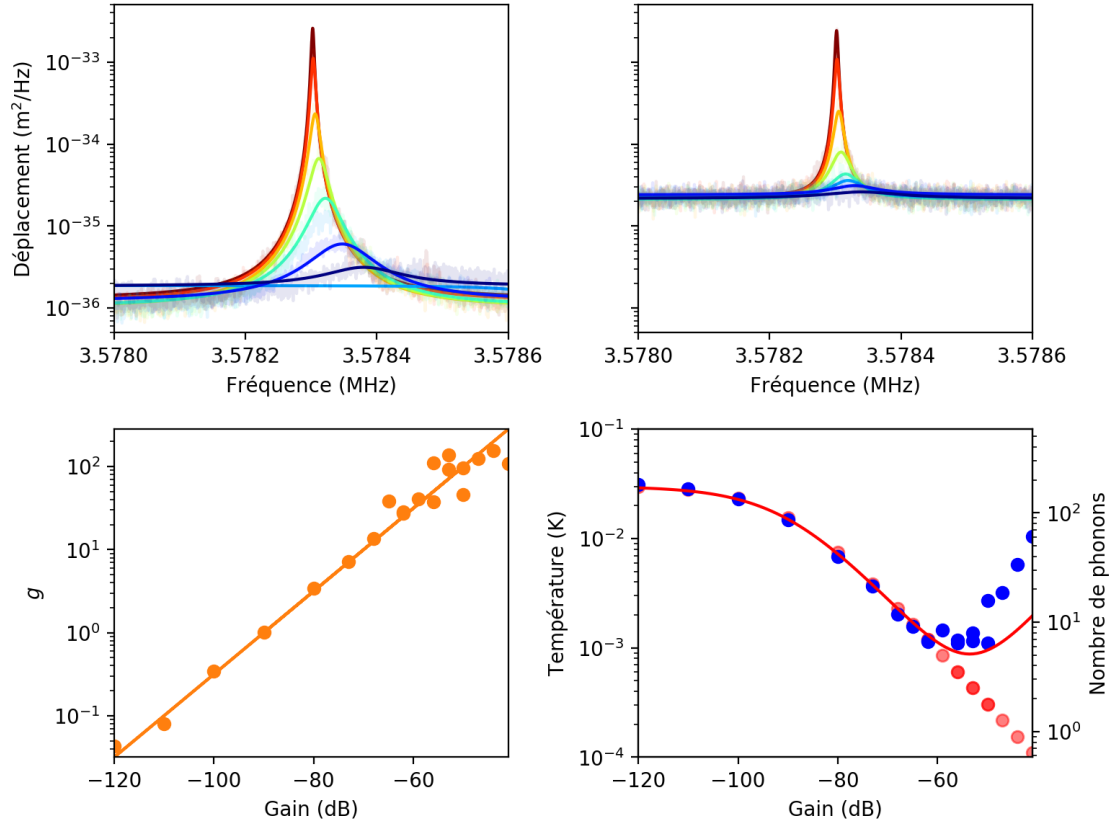 Déplacement (m²/Hz)
10⁻³³
10⁻³⁴
10⁻³⁵
10⁻³⁶
3.5780 3.5782 3.5784 3.5786
Fréquence (MHz)
3.5780 3.5782 3.5784 3.5786
Fréquence (MHz)
g
10²
10¹
10⁰
10⁻¹
−120 −100 −80 −60
Gain (dB)
Température (K)
10⁻¹
10⁻²
10⁻³
10⁻⁴
−120 −100 −80 −60
Gain (dB)
10²
10¹
10⁰
Nombre de phonons